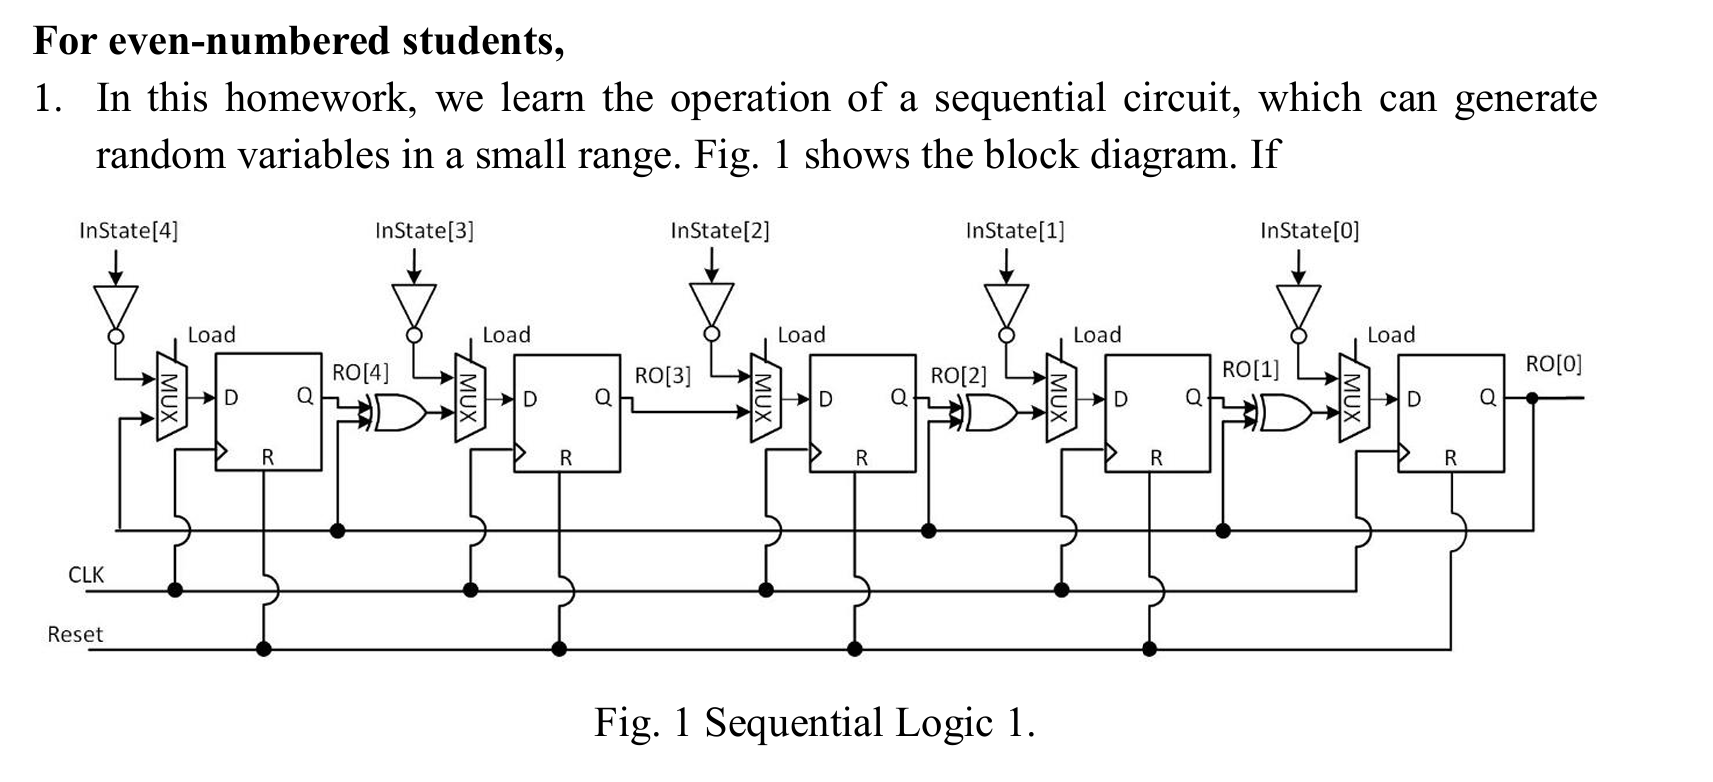 For even-numbered students,
1. In this homework, we learn the operation of a sequential circuit, which can generate
random variables in a small range. Fig. 1 shows the block diagram. If
InState[4] InState[3] InState[2] InState[1] InState[0]
Load Load Load Load Load
RO[4] RO[3] RO[2] RO[1] RO[0]
MUX D Q MUX D Q MUX D Q MUX D Q MUX D Q
R R R R R
CLK
Reset
Fig. 1 Sequential Logic 1.